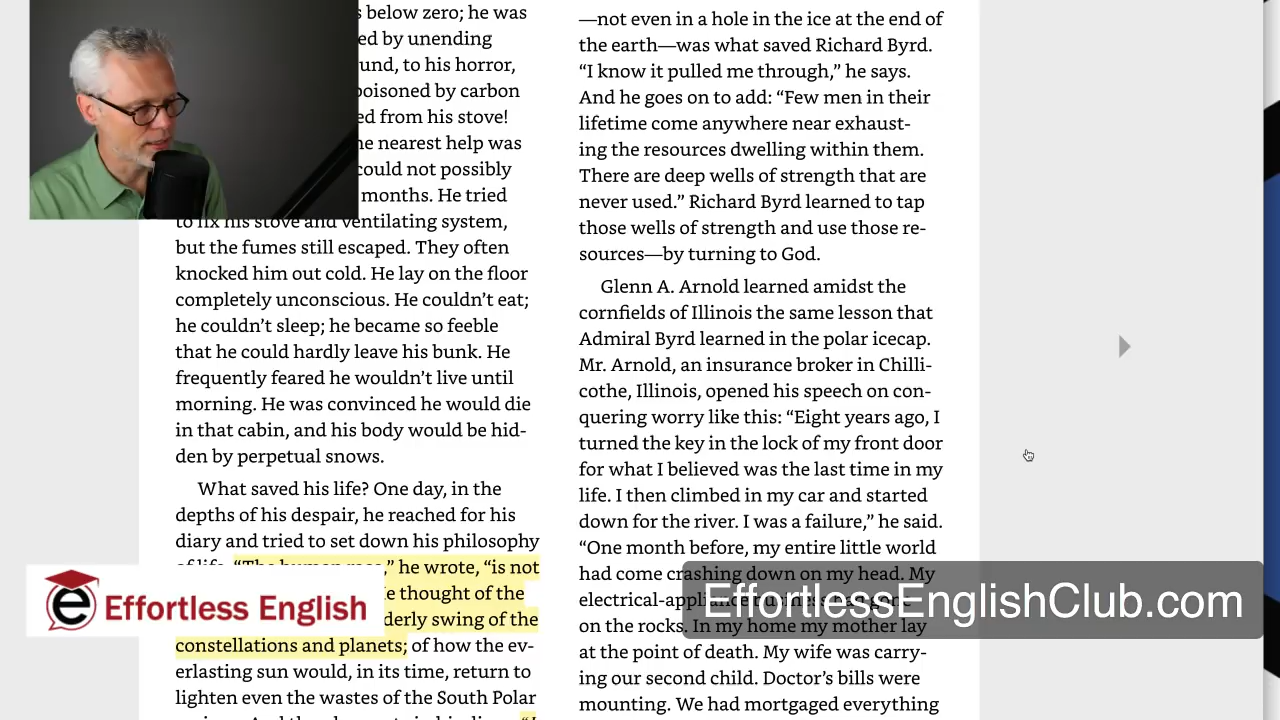 s below zero; he was
ed by unending
und, to his horror,
poisoned by carbon
ed from his stove!
he nearest help was
could not possibly
months. He tried
to fix his stove and ventilating system,
but the fumes still escaped. They often
knocked him out cold. He lay on the floor
completely unconscious. He couldn’t eat;
he couldn’t sleep; he became so feeble
that he could hardly leave his bunk. He
frequently feared he wouldn’t live until
morning. He was convinced he would die
in that cabin, and his body would be hid-
den by perpetual snows.
What saved his life? One day, in the
depths of his despair, he reached for his
diary and tried to set down his philosophy
of life. “The human race,” he wrote, “is not
e thought of the
derly swing of the
constellations and planets; of how the ev-
erlasting sun would, in its time, return to
lighten even the wastes of the South Polar
—not even in a hole in the ice at the end of
the earth—was what saved Richard Byrd.
“I know it pulled me through,” he says.
And he goes on to add: “Few men in their
lifetime come anywhere near exhaust-
ing the resources dwelling within them.
There are deep wells of strength that are
never used.” Richard Byrd learned to tap
those wells of strength and use those re-
sources—by turning to God.
Glenn A. Arnold learned amidst the
cornfields of Illinois the same lesson that
Admiral Byrd learned in the polar icecap.
Mr. Arnold, an insurance broker in Chilli-
cothe, Illinois, opened his speech on con-
quering worry like this: “Eight years ago, I
turned the key in the lock of my front door
for what I believed was the last time in my
life. I then climbed in my car and started
down for the river. I was a failure,” he said.
“One month before, my entire little world
had come crashing down on my head. My
electrical-appliance business had gone
on the rocks. In my home my mother lay
at the point of death. My wife was carry-
ing our second child. Doctor’s bills were
mounting. We had mortgaged everything
e Effortless English
EffortlessEnglishClub.com